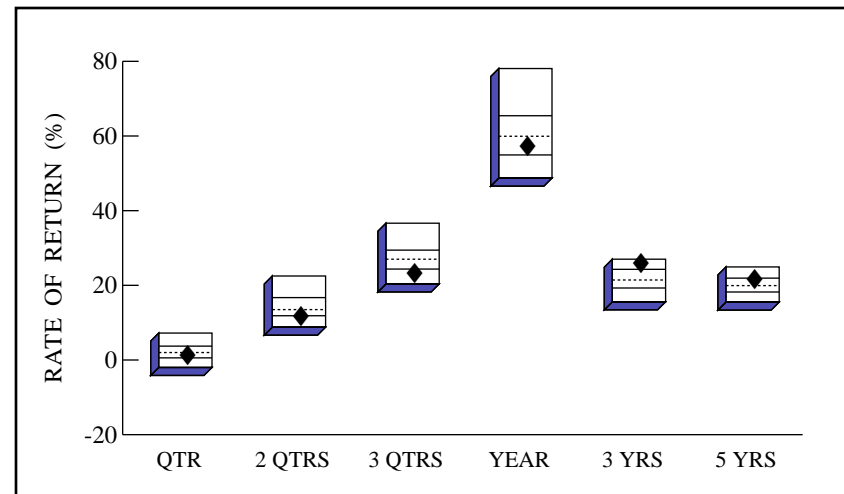 RATE OF RETURN (%)
80
60
40
20
0
-20
QTR
2 QTRS
3 QTRS
YEAR
3 YRS
5 YRS